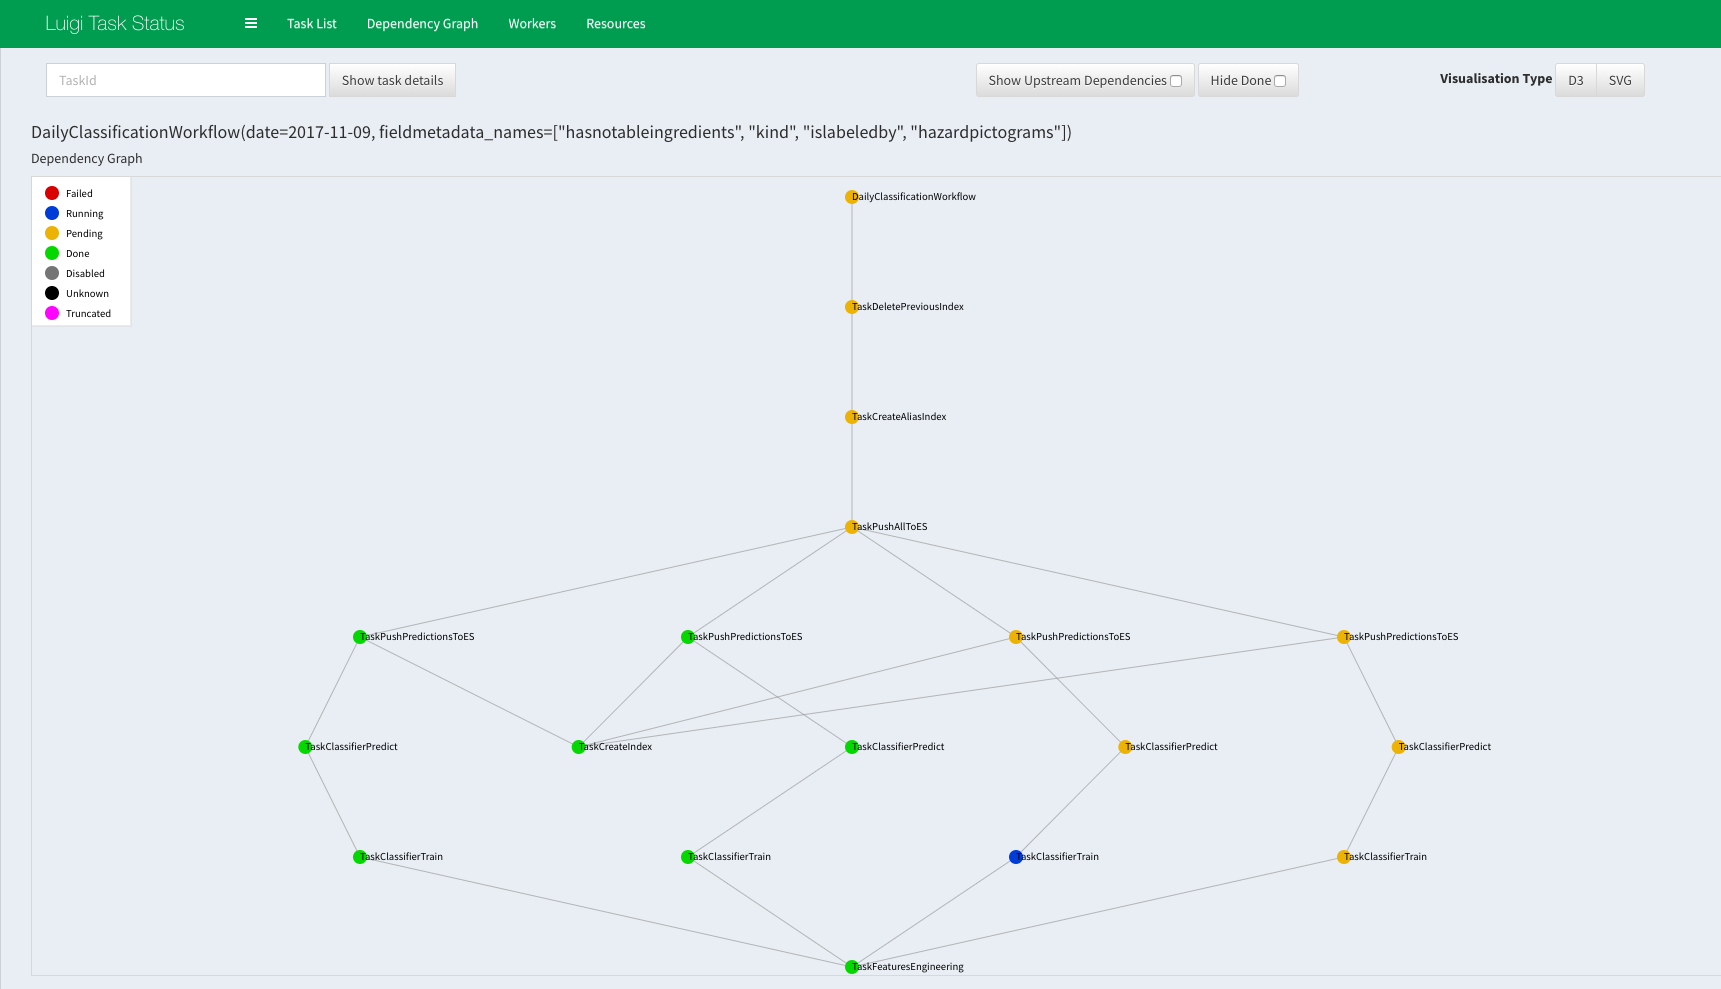 Luigi Task Status
Task List Dependency Graph Workers Resources
TaskId Show task details Show Upstream Dependencies Hide Done Visualisation Type D3 SVG
DailyClassificationWorkflow(date=2017-11-09, fieldmetadata_names=["hasnotableingredients", "kind", "islabeledby", "hazardpictograms"])
Dependency Graph
Failed
Running
Pending
Done
Disabled
Unknown
Truncated
DailyClassificationWorkflow
TaskDeletePreviousIndex
TaskCreateAliasIndex
TaskPushAllToES
TaskPushPredictionsToES TaskPushPredictionsToES TaskPushPredictionsToES TaskPushPredictionsToES
TaskClassifierPredict TaskCreateIndex TaskClassifierPredict TaskClassifierPredict TaskClassifierPredict
TaskClassifierTrain TaskClassifierTrain TaskClassifierTrain TaskClassifierTrain
TaskFeaturesEngineering